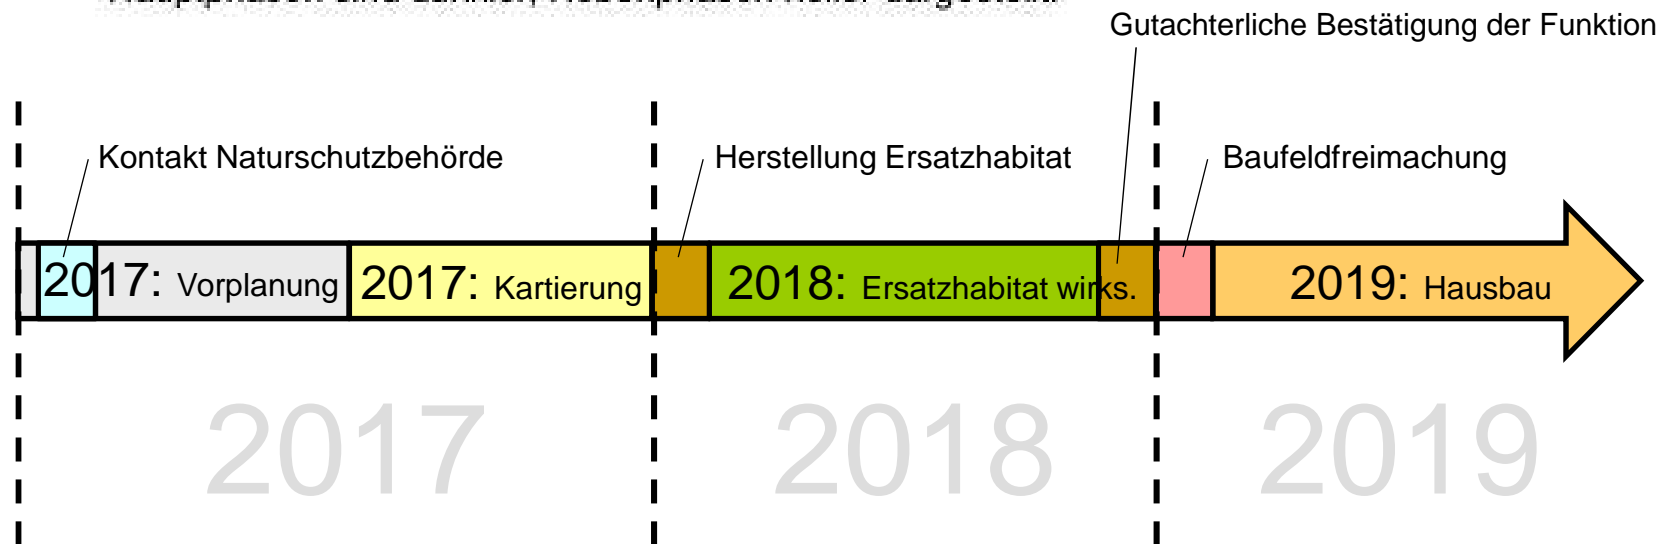 Gutachterliche Bestätigung der Funktion
Kontakt Naturschutzbehörde
Herstellung Ersatzhabitat
Baufeldfreimachung
2017: Vorplanung
2017: Kartierung
2018: Ersatzhabitat wirks.
2019: Hausbau
2017
2018
2019